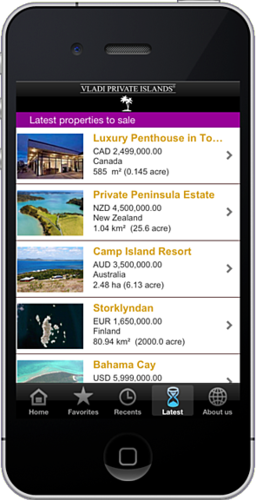 VLADI PRIVATE ISLANDS
Latest properties to sale
Luxury Penthouse in To...
CAD 2,499,000.00
Canada
585 m² (0.145 acre)
Private Peninsula Estate
NZD 4,500,000.00
New Zealand
1.04 km² (25.6 acre)
Camp Island Resort
AUD 3,500,000.00
Australia
2.48 ha (6.13 acre)
Storklyndan
EUR 1,650,000.00
Finland
80.94 km² (2000.0 acre)
Bahama Cay
USD 5,999,000.00
Home Favorites Recents Latest About us